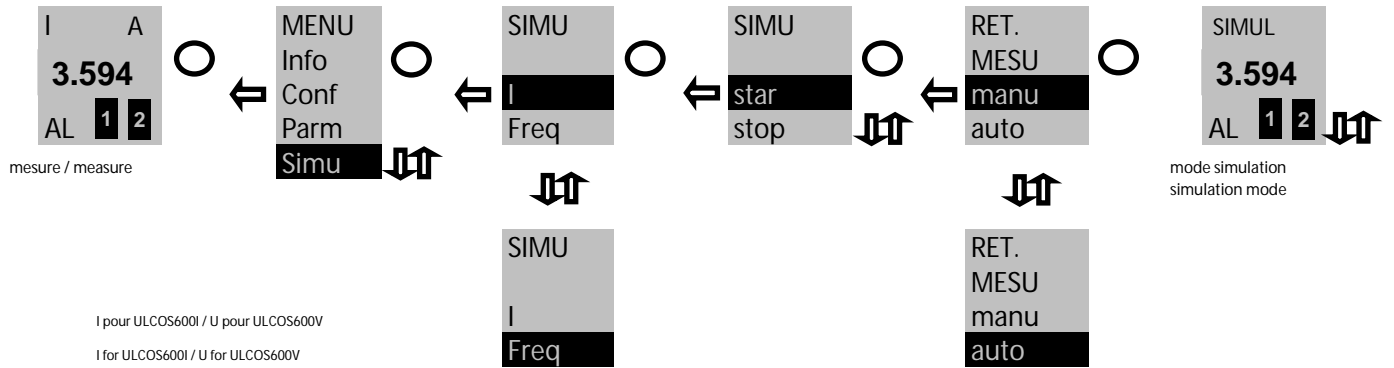 I A
3.594
AL 1 2
mesure / measure
MENU
Info
Conf
Parm
Simu
SIMU
I
Freq
SIMU
star
stop
RET.
MESU
manu
auto
SIMUL
3.594
AL 1 2
mode simulation
simulation mode
SIMU
I
Freq
RET.
MESU
manu
auto
I pour ULCOS600I / U pour ULCOS600V
I for ULCOS600I / U for ULCOS600V